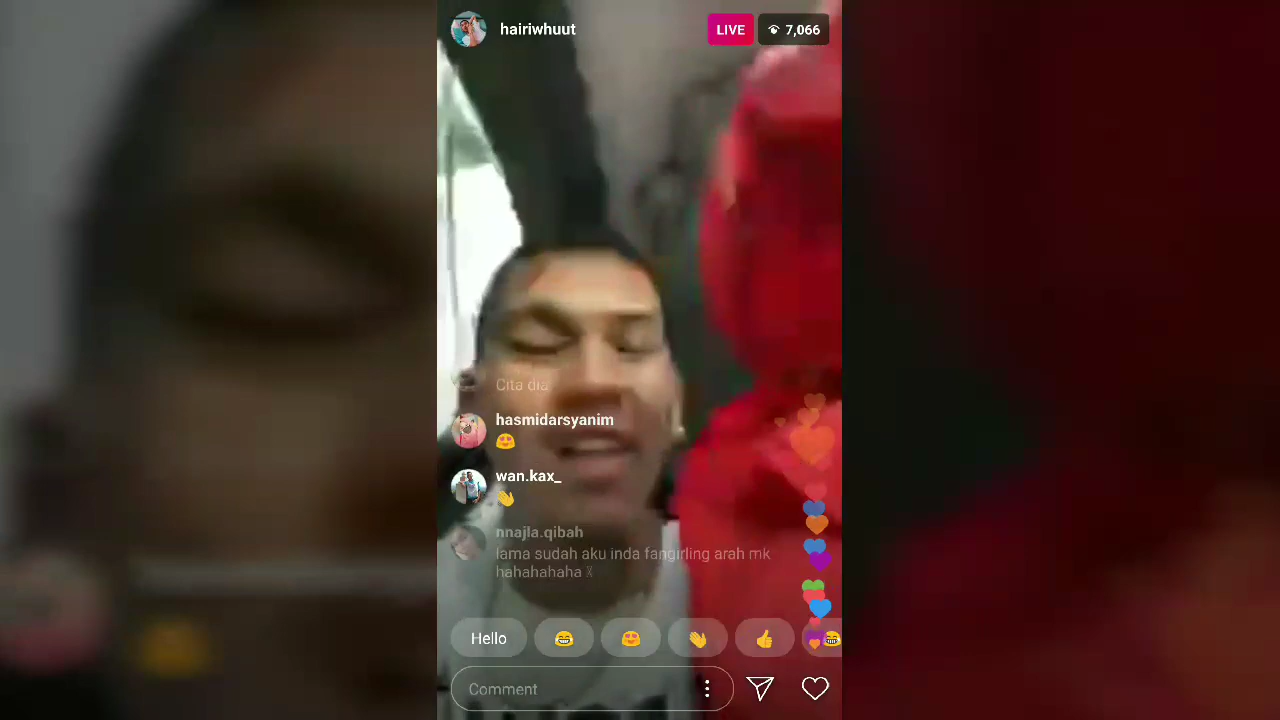 hairiwhuut
LIVE 7,066
Cita dia
hasmidarsyanim
😍
wan.kax_
👋
nnajla.qibah
lama sudah aku inda fangirling arah mk
hahahahaha
Hello 😂 😍 👋 👍 😂
Comment